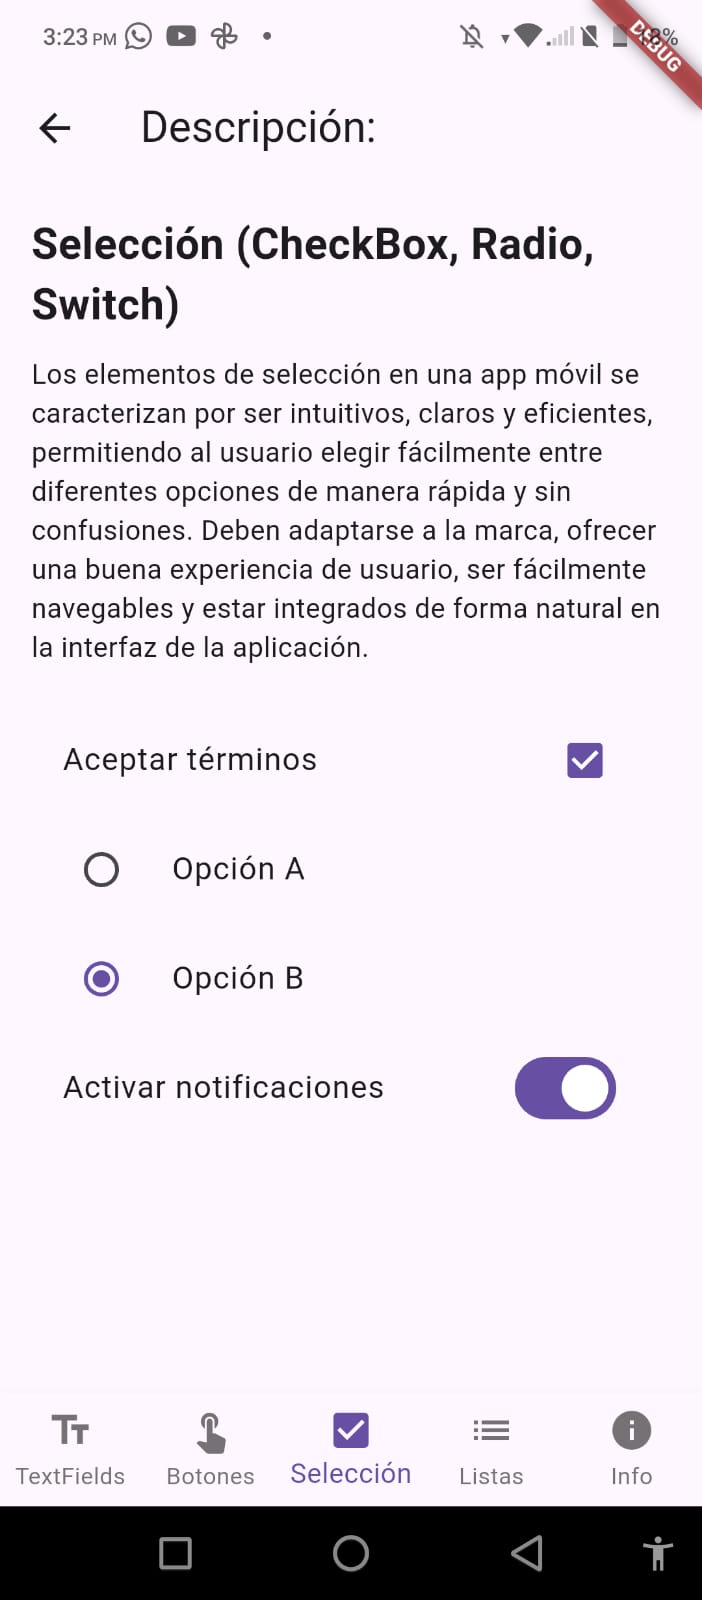 3:23 PM
8%
DEBUG
Descripción:
Selección (CheckBox, Radio,
Switch)
Los elementos de selección en una app móvil se
caracterizan por ser intuitivos, claros y eficientes,
permitiendo al usuario elegir fácilmente entre
diferentes opciones de manera rápida y sin
confusiones. Deben adaptarse a la marca, ofrecer
una buena experiencia de usuario, ser fácilmente
navegables y estar integrados de forma natural en
la interfaz de la aplicación.
Aceptar términos
Opción A
Opción B
Activar notificaciones
TextFields Botones Selección Listas Info